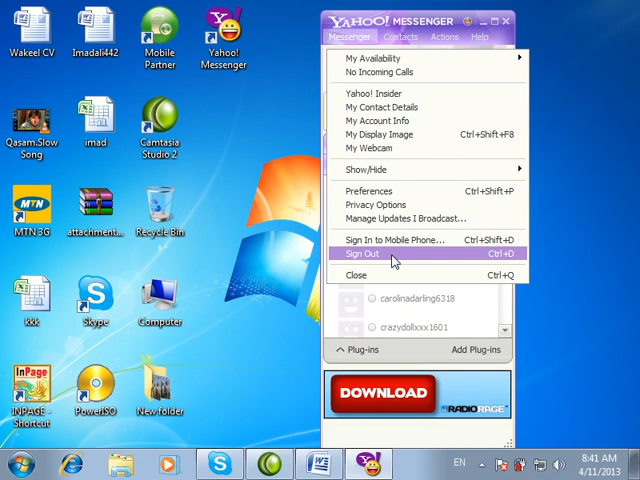 Wakeel CV
Imadali442
Mobile
Partner
Yahoo!
Messenger
Qasam.Slow
Song
imad
Camtasia
Studio 2
MTN
MTN 3G
attachment...
Recycle Bin
kkk
Skype
Computer
InPage
INPAGE -
Shortcut
PowerISO
New folder
YAHOO! MESSENGER
Messenger Contacts Actions Help
My Availability
No Incoming Calls
Yahoo! Insider
My Contact Details
My Account Info
My Display Image Ctrl+Shift+F8
My Webcam
Show/Hide
Preferences Ctrl+Shift+P
Privacy Options
Manage Updates I Broadcast...
Sign In to Mobile Phone... Ctrl+Shift+D
Sign Out Ctrl+D
Close Ctrl+Q
carolinadarling6318
crazydollxxx1601
Plug-ins Add Plug-ins
DOWNLOAD
RADIORAGE
EN
8:41 AM
4/11/2013